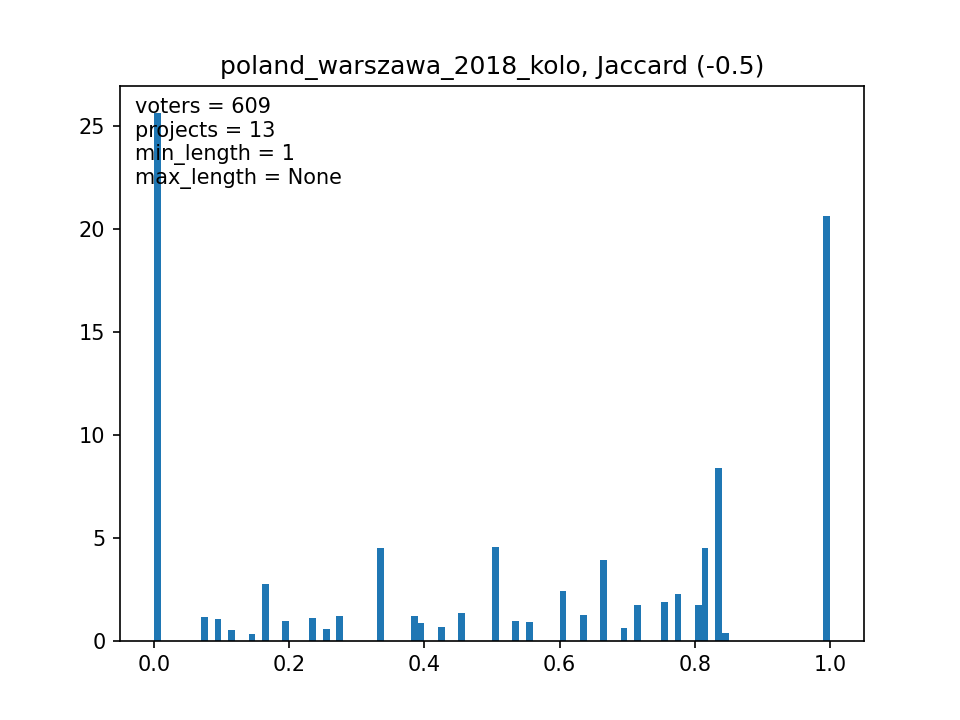 poland_warszawa_2018_kolo, Jaccard (-0.5)
voters = 609
projects = 13
min_length = 1
max_length = None
25
20
15
10
5
0
0.0 0.2 0.4 0.6 0.8 1.0